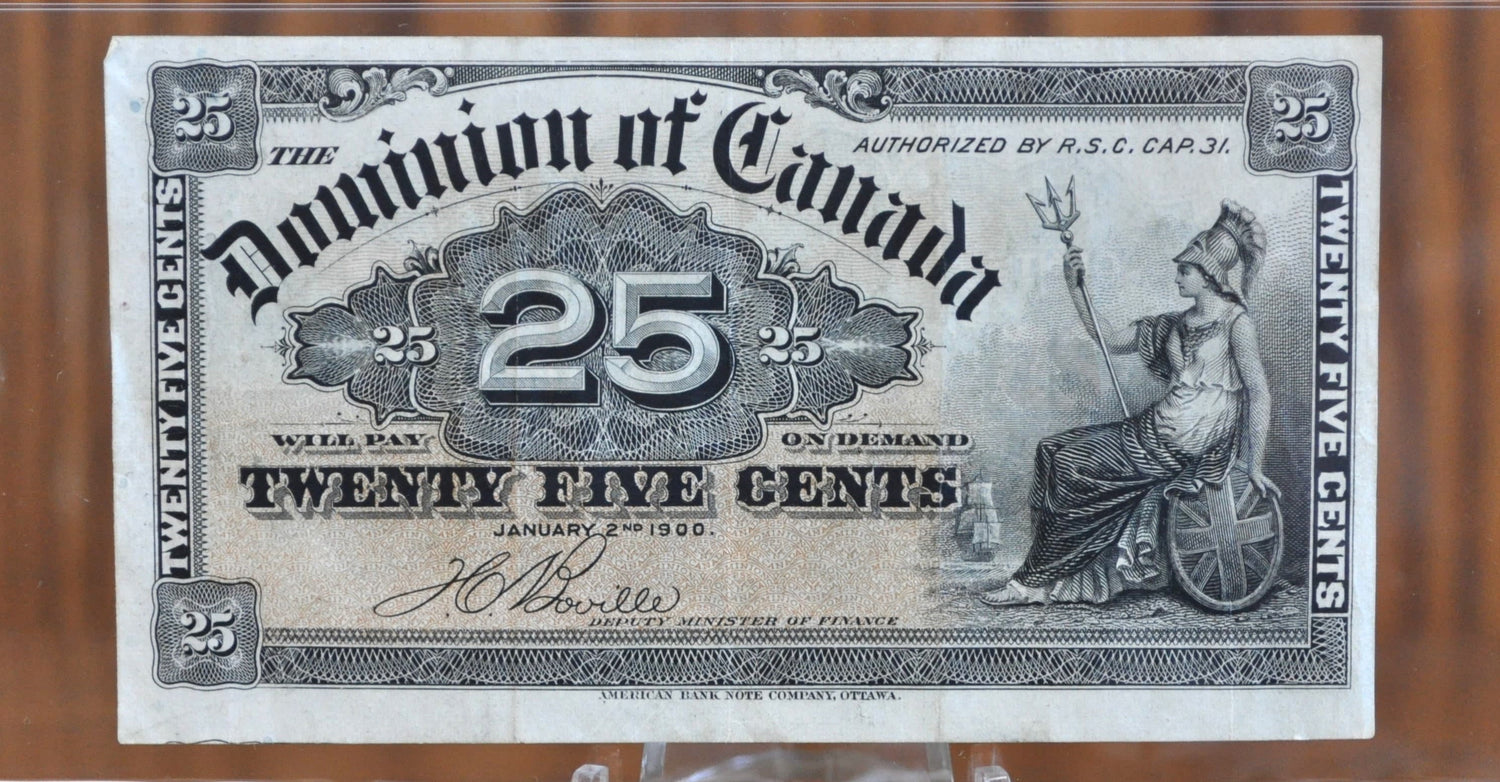 25
25
THE
Dominion of Canada
AUTHORIZED BY R.S.C. CAP. 31.
TWENTY FIVE CENTS
25
25
25
TWENTY FIVE CENTS
WILL PAY
ON DEMAND
TWENTY FIVE CENTS
JANUARY 2ND 1900.
H C Boville
DEPUTY MINISTER OF FINANCE
25
AMERICAN BANK NOTE COMPANY, OTTAWA.